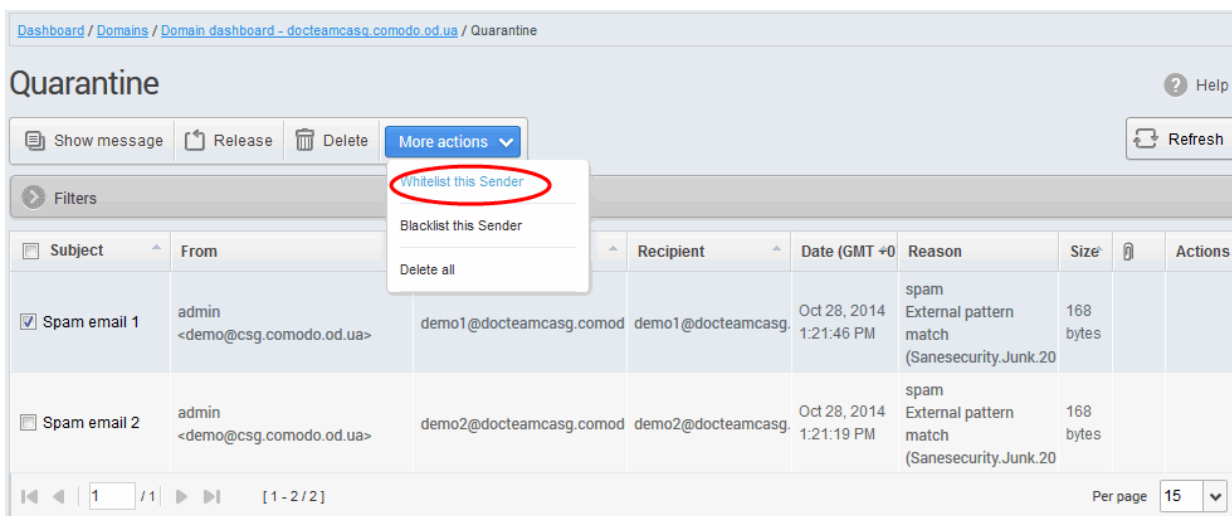 Dashboard / Domains / Domain dashboard - docteamcasg.comodo.od.ua / Quarantine
Quarantine
Help
Show message
Release
Delete
More actions
Refresh
Whitelist this Sender
Filters
Blacklist this Sender
Delete all
Subject
From
Recipient
Date (GMT +0
Reason
Size
Actions
Spam email 1
admin
<demo@csg.comodo.od.ua>
demo1@docteamcasg.comod
demo1@docteamcasg.
Oct 28, 2014
1:21:46 PM
spam
External pattern
match
(Sanesecurity.Junk.20
168
bytes
Spam email 2
admin
<demo@csg.comodo.od.ua>
demo2@docteamcasg.comod
demo2@docteamcasg.
Oct 28, 2014
1:21:19 PM
spam
External pattern
match
(Sanesecurity.Junk.20
168
bytes
1 / 1
[ 1 - 2 / 2 ]
Per page 15